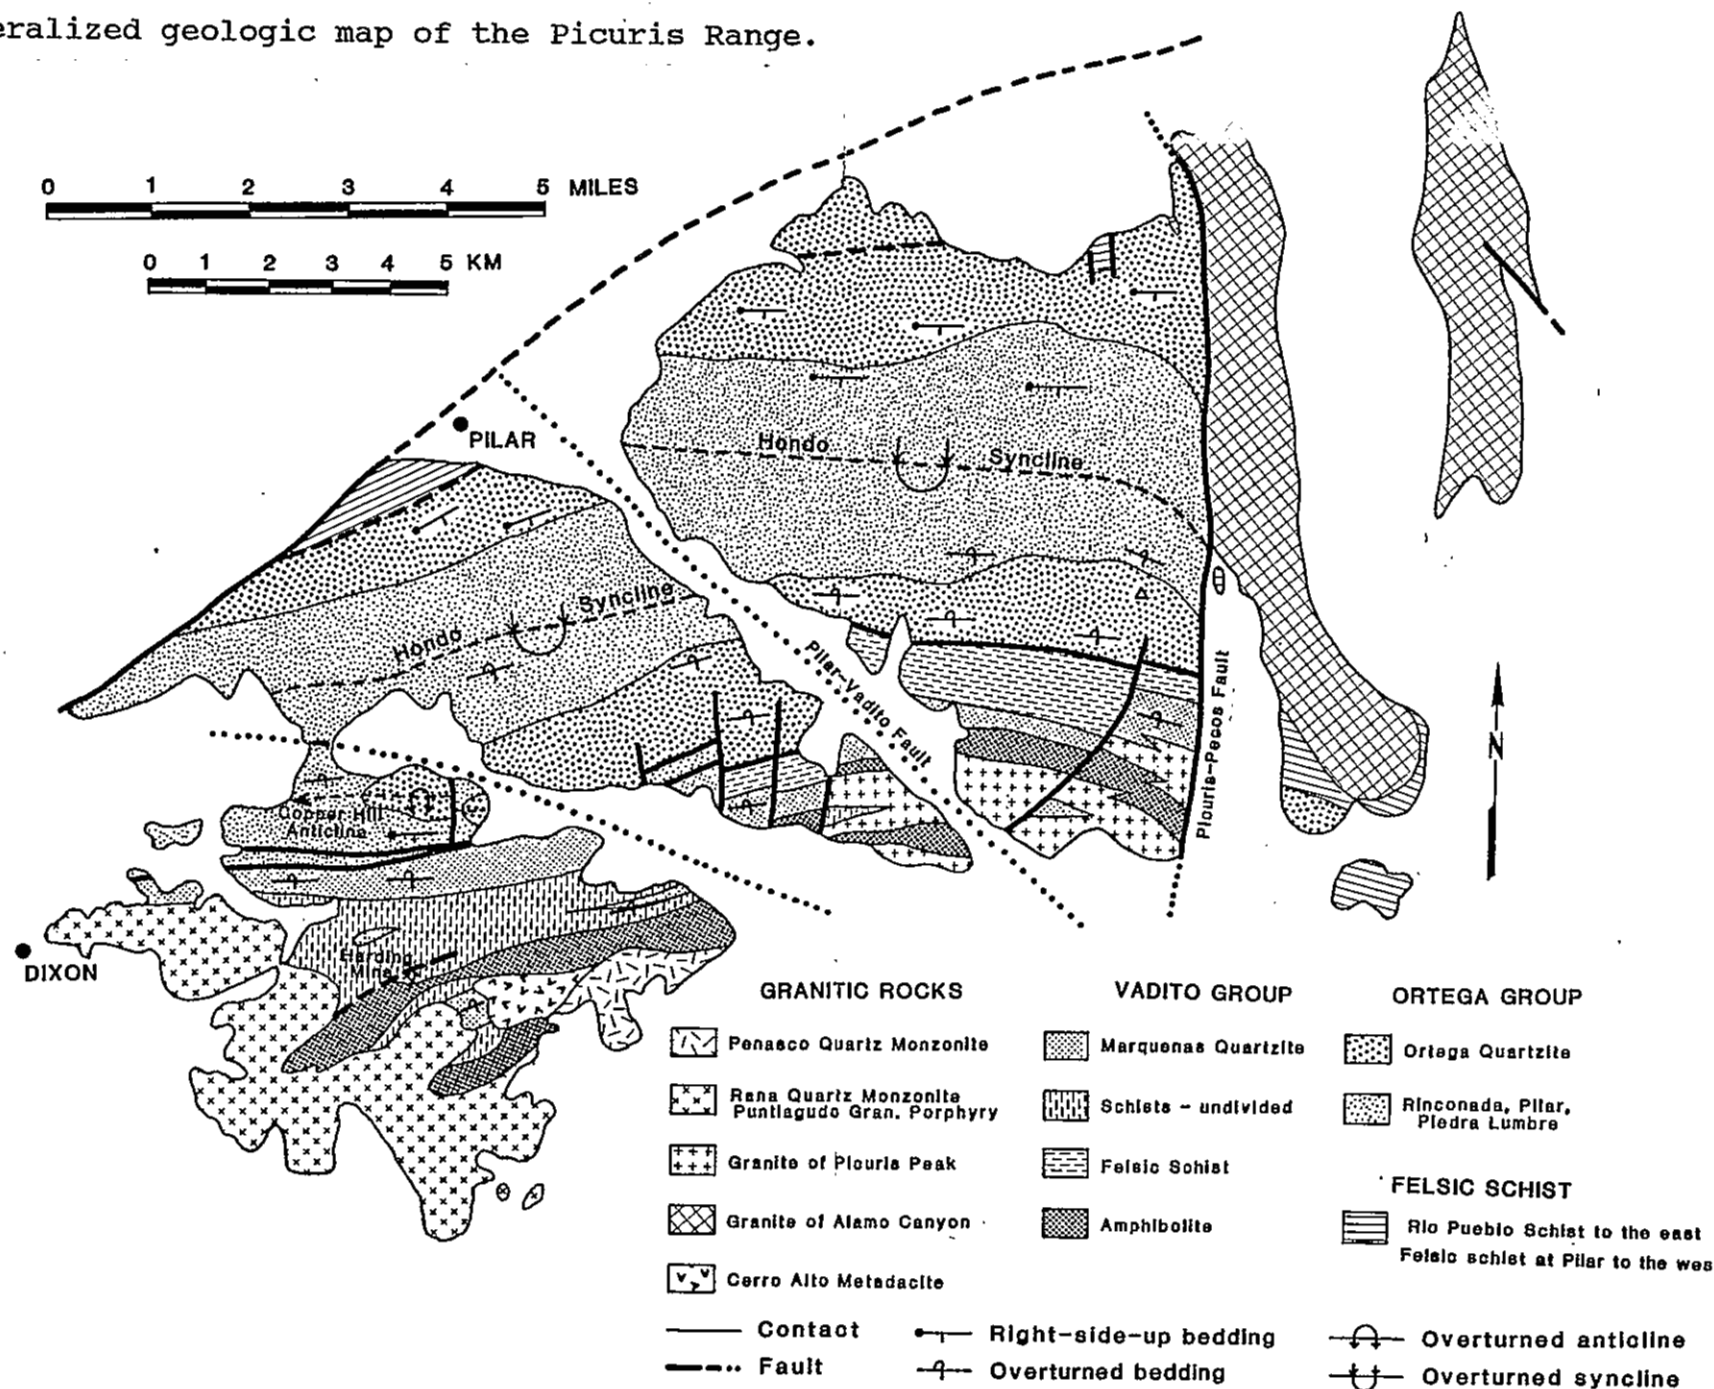 eralized geologic map of the Picuris Range.
0 1 2 3 4 5 MILES
0 1 2 3 4 5 KM
PILAR
Hondo Syncline
Hondo Syncline
Pilar-Vadito Fault
Picuris-Pecos Fault
N
Copper Hill
Anticline
Harding
Mine
DIXON
GRANITIC ROCKS
Penasco Quartz Monzonite
Rana Quartz Monzonite
Puntiagudo Gran. Porphyry
Granite of Picuris Peak
Granite of Alamo Canyon
Cerro Alto Metadacite
VADITO GROUP
Marquenas Quartzite
Schists - undivided
Felsic Schist
Amphibolite
ORTEGA GROUP
Ortega Quartzite
Rinconada, Pilar,
Piedra Lumbre
FELSIC SCHIST
Rio Pueblo Schist to the east
Felsic schist at Pilar to the wes
Contact
Fault
Right-side-up bedding
Overturned bedding
Overturned anticline
Overturned syncline